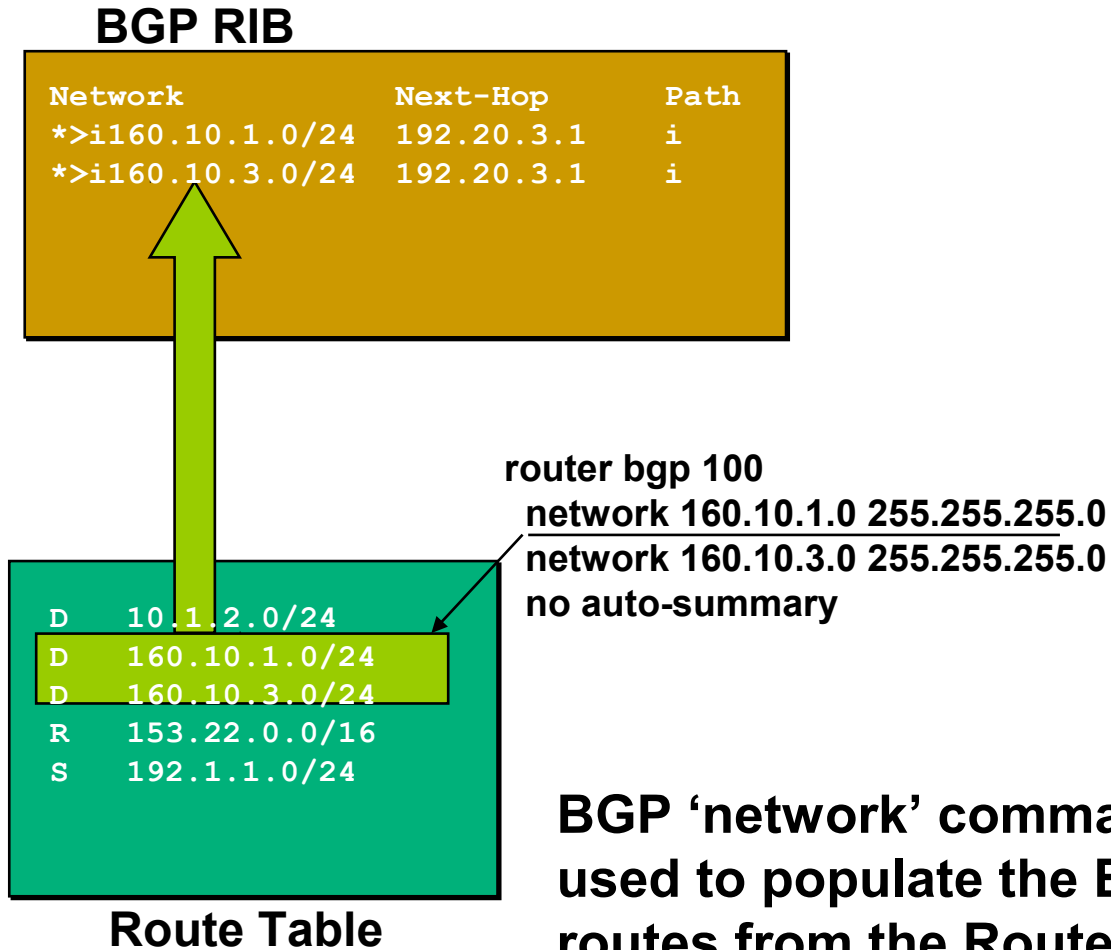 BGP RIB
Network Next-Hop Path
*>i160.10.1.0/24 192.20.3.1 i
*>i160.10.3.0/24 192.20.3.1 i
router bgp 100
network 160.10.1.0 255.255.255.0
network 160.10.3.0 255.255.255.0
no auto-summary
D 10.1.2.0/24
D 160.10.1.0/24
D 160.10.3.0/24
R 153.22.0.0/16
S 192.1.1.0/24
Route Table
BGP ‘network’
used to populate the
routes from the Route